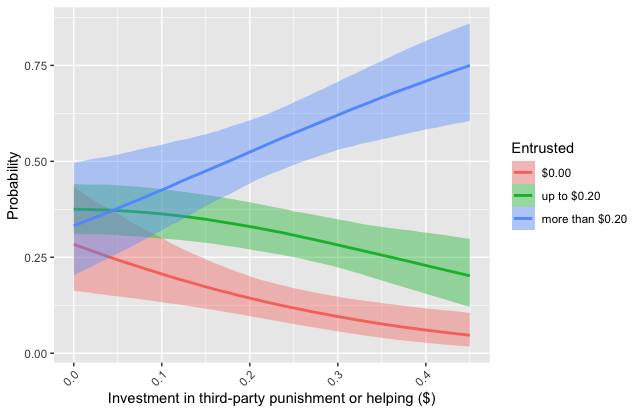 Probability
0.75
0.50
0.25
0.00
0.0
0.1
0.2
0.3
0.4
Investment in third-party punishment or helping ($)
Entrusted
$0.00
up to $0.20
more than $0.20